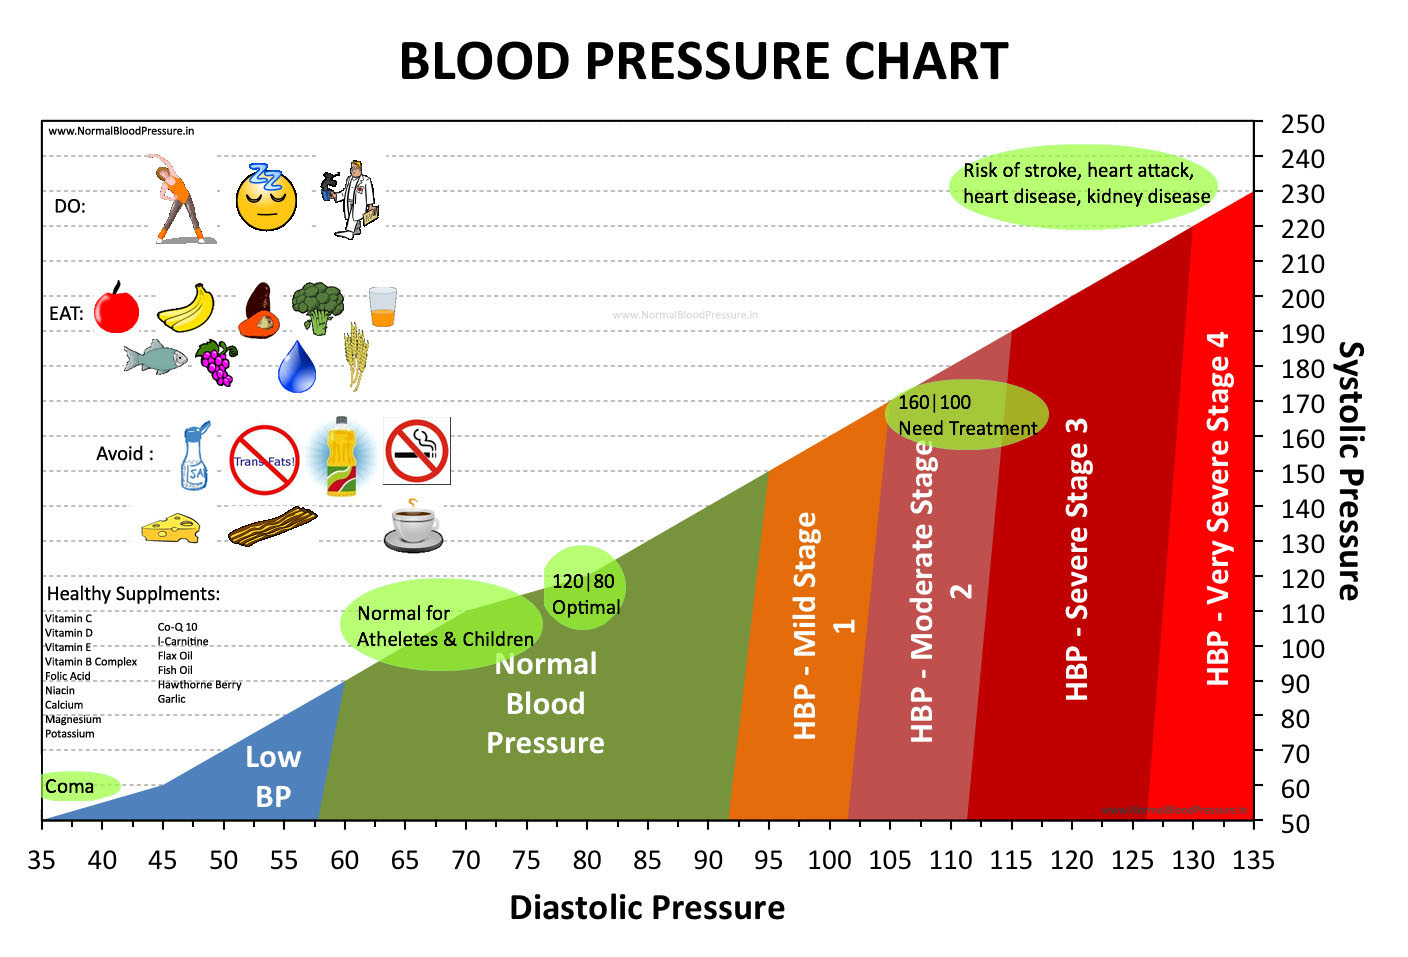 BLOOD PRESSURE CHART
www.NormalBloodPressure.in
DO:
EAT:
Avoid :
SA
Trans Fats!
Healthy Supplments:
Vitamin C
Vitamin D
Vitamin E
Vitamin B Complex
Folic Acid
Niacin
Calcium
Magnesium
Potassium
Co-Q 10
l-Carnitine
Flax Oil
Fish Oil
Hawthorne Berry
Garlic
Coma
www.NormalBloodPressure.in
Risk of stroke, heart attack,
heart disease, kidney disease
160|100
Need Treatment
120|80
Optimal
Normal for
Atheletes & Children
Low
BP
Normal
Blood
Pressure
HBP - Mild Stage
1
HBP - Moderate Stage
2
HBP - Severe Stage 3
HBP - Very Severe Stage 4
www.NormalBloodPressure.in
250
240
230
220
210
200
190
180
170
160
150
140
130
120
110
100
90
80
70
60
50
Systolic Pressure
35 40 45 50 55 60 65 70 75 80 85 90 95 100 105 110 115 120 125 130 135
Diastolic Pressure